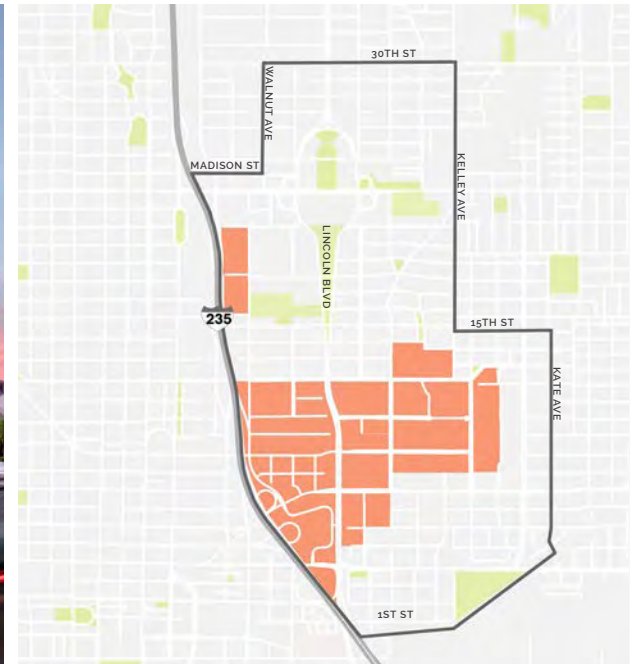 30TH ST
WALNUT AVE
MADISON ST
KELLEY AVE
LINCOLN BLVD
235
15TH ST
KATE AVE
1ST ST